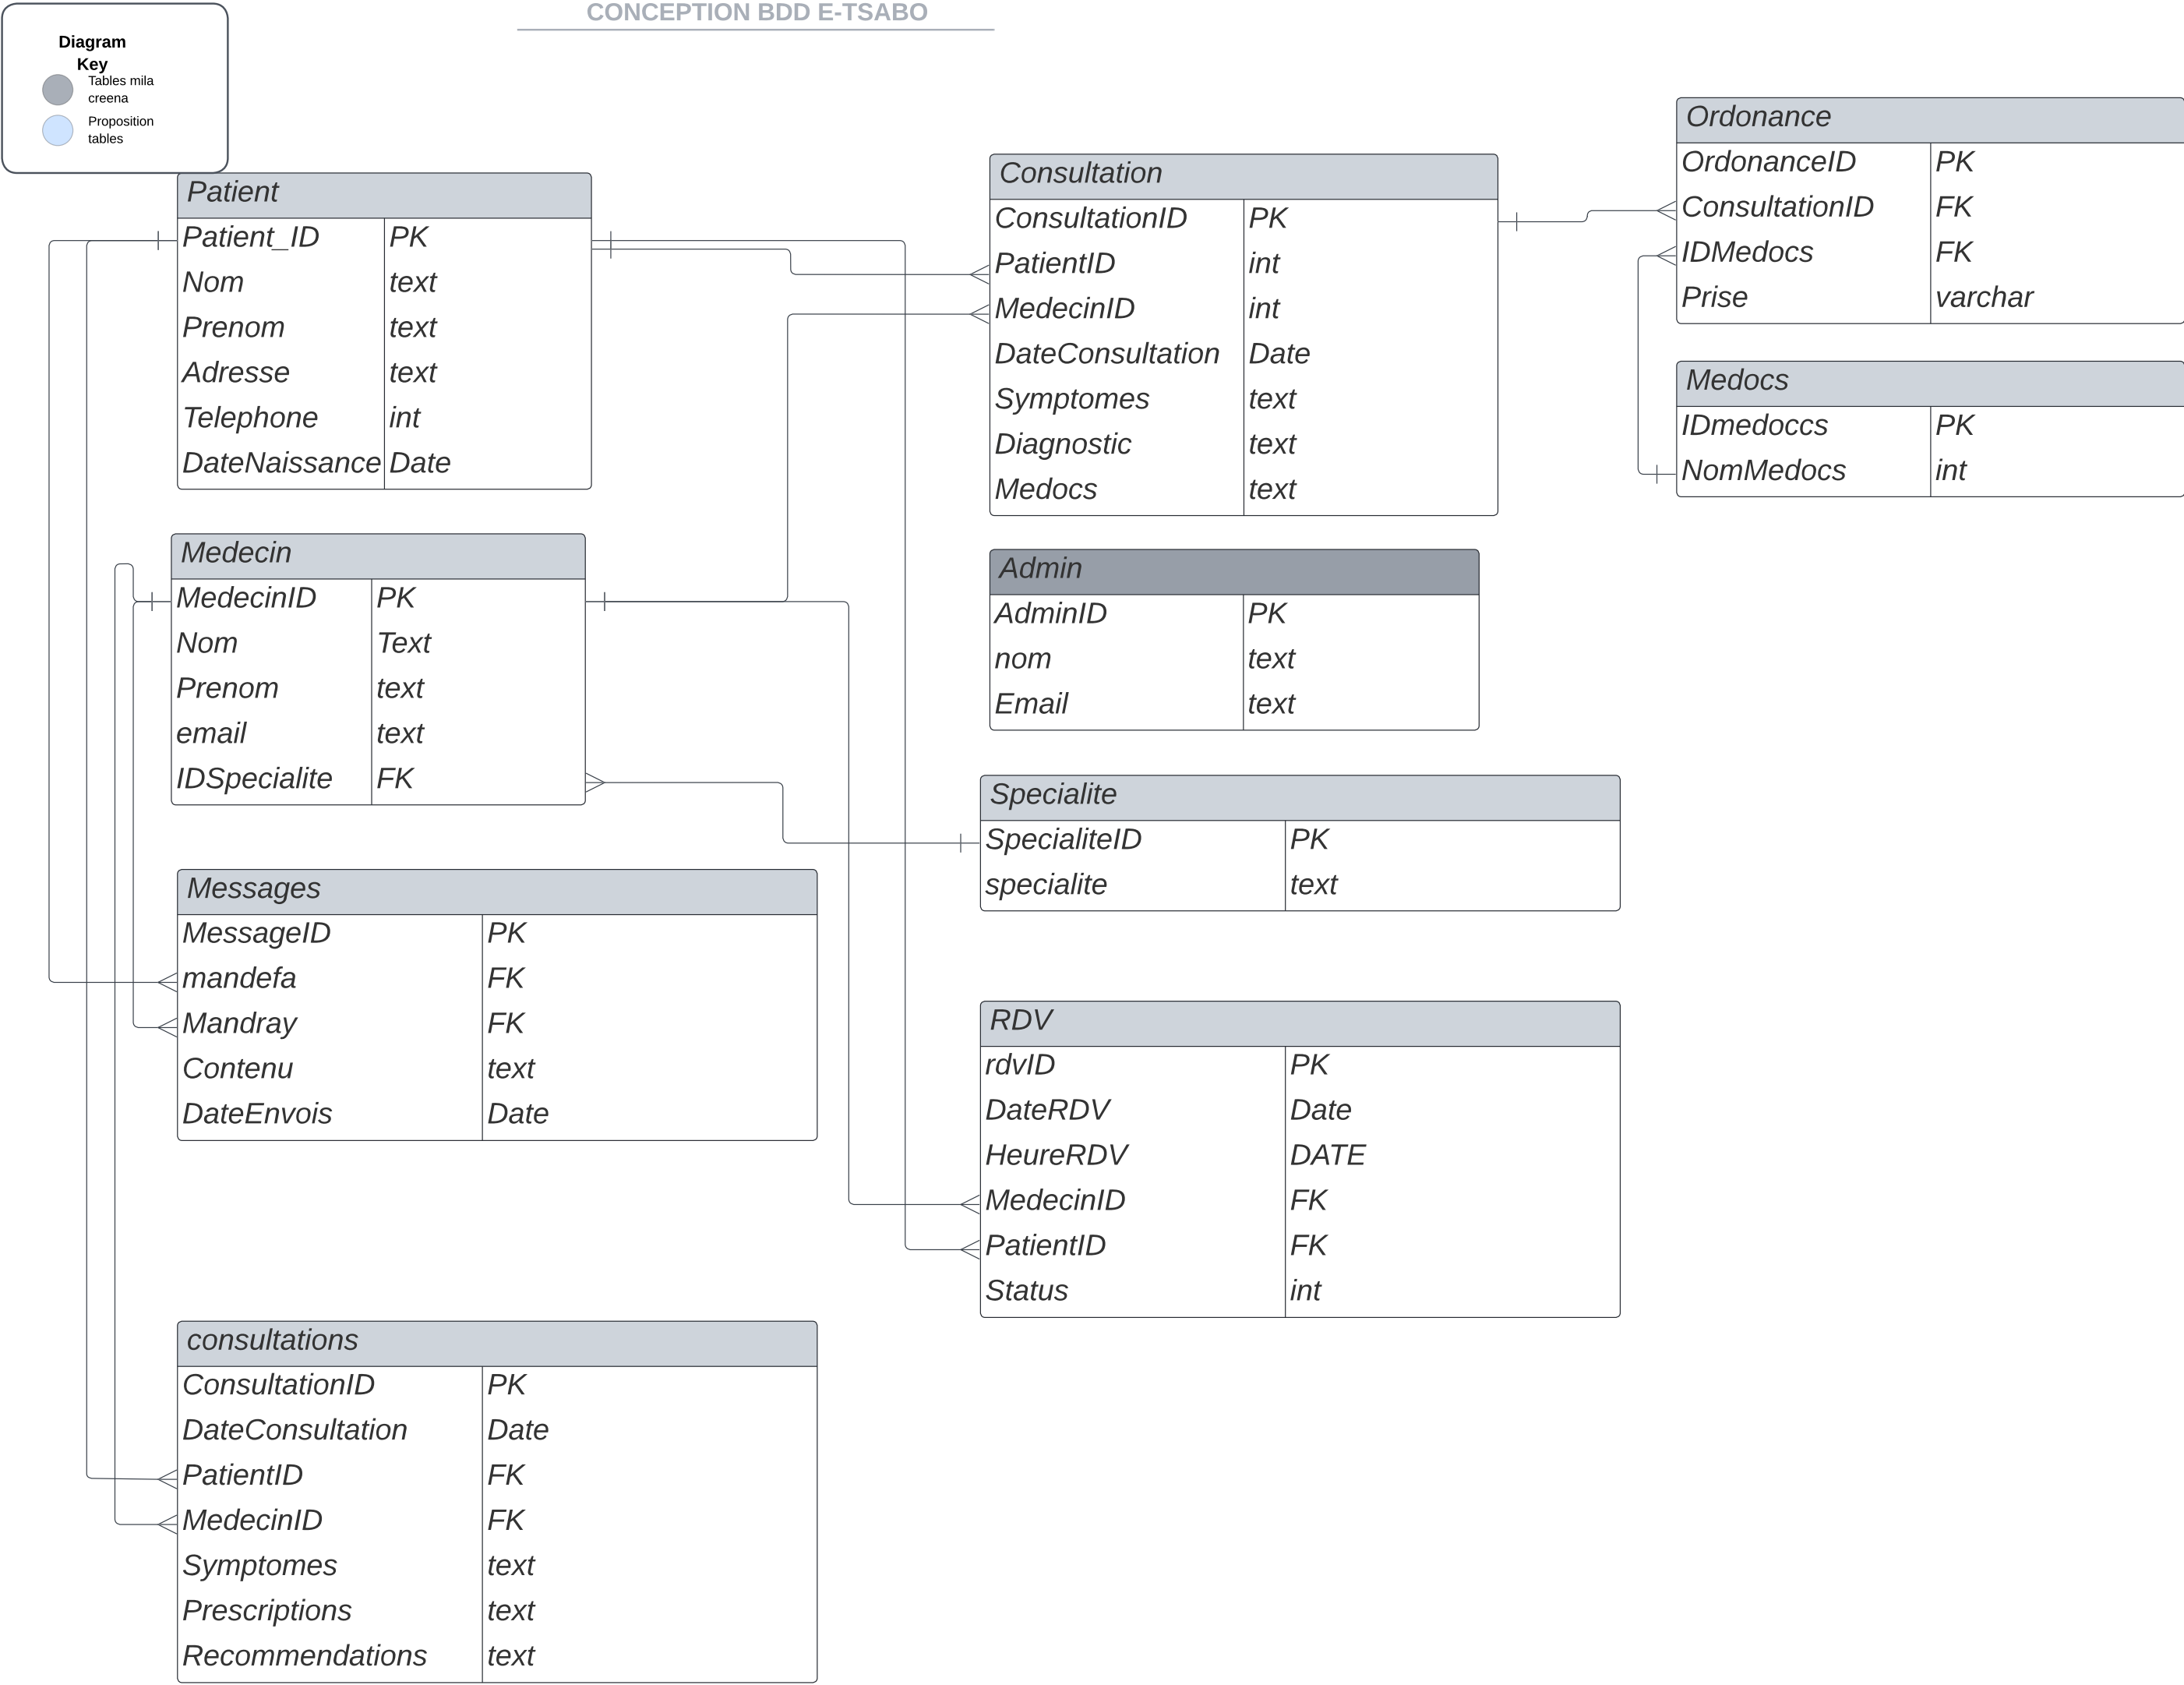 CONCEPTION BDD E-TSABO
Diagram
Key
Tables mila
creena
Proposition
tables
Patient
Patient_ID PK
Nom text
Prenom text
Adresse text
Telephone int
DateNaissance Date
Medecin
MedecinID PK
Nom Text
Prenom text
email text
IDSpecialite FK
Messages
MessageID PK
mandefa FK
Mandray FK
Contenu text
DateEnvois Date
consultations
ConsultationID PK
DateConsultation Date
PatientID FK
MedecinID FK
Symptomes text
Prescriptions text
Recommendations text
Consultation
ConsultationID PK
PatientID int
MedecinID int
DateConsultation Date
Symptomes text
Diagnostic text
Medocs text
Admin
AdminID PK
nom text
Email text
Specialite
SpecialiteID PK
specialite text
RDV
rdvID PK
DateRDV Date
HeureRDV DATE
MedecinID FK
PatientID FK
Status int
Ordonance
OrdonanceID PK
ConsultationID FK
IDMedocs FK
Prise varchar
Medocs
IDmedoccs PK
NomMedocs int